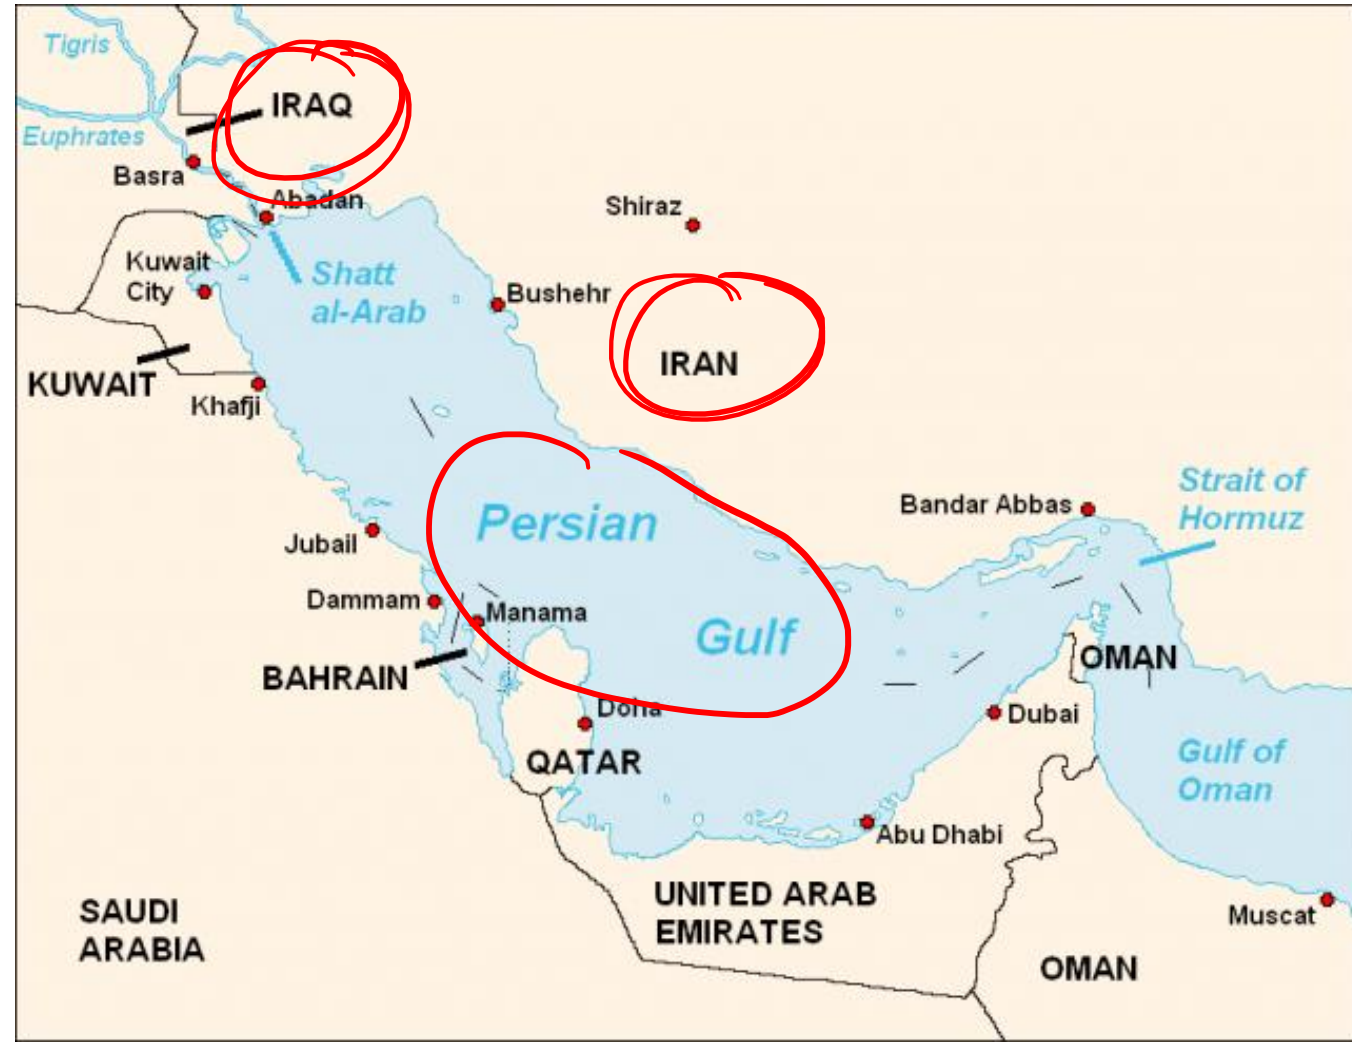 Tigris
IRAQ
Euphrates
Basra
Abadan
Shiraz
Kuwait
City
Shatt
al-Arab
Bushehr
IRAN
KUWAIT
Khafji
Persian
Gulf
Strait of
Hormuz
Bandar Abbas
Jubail
Dammam
Manama
BAHRAIN
OMAN
Doha
Dubai
QATAR
Gulf of
Oman
Abu Dhabi
UNITED ARAB
EMIRATES
SAUDI
ARABIA
Muscat
OMAN